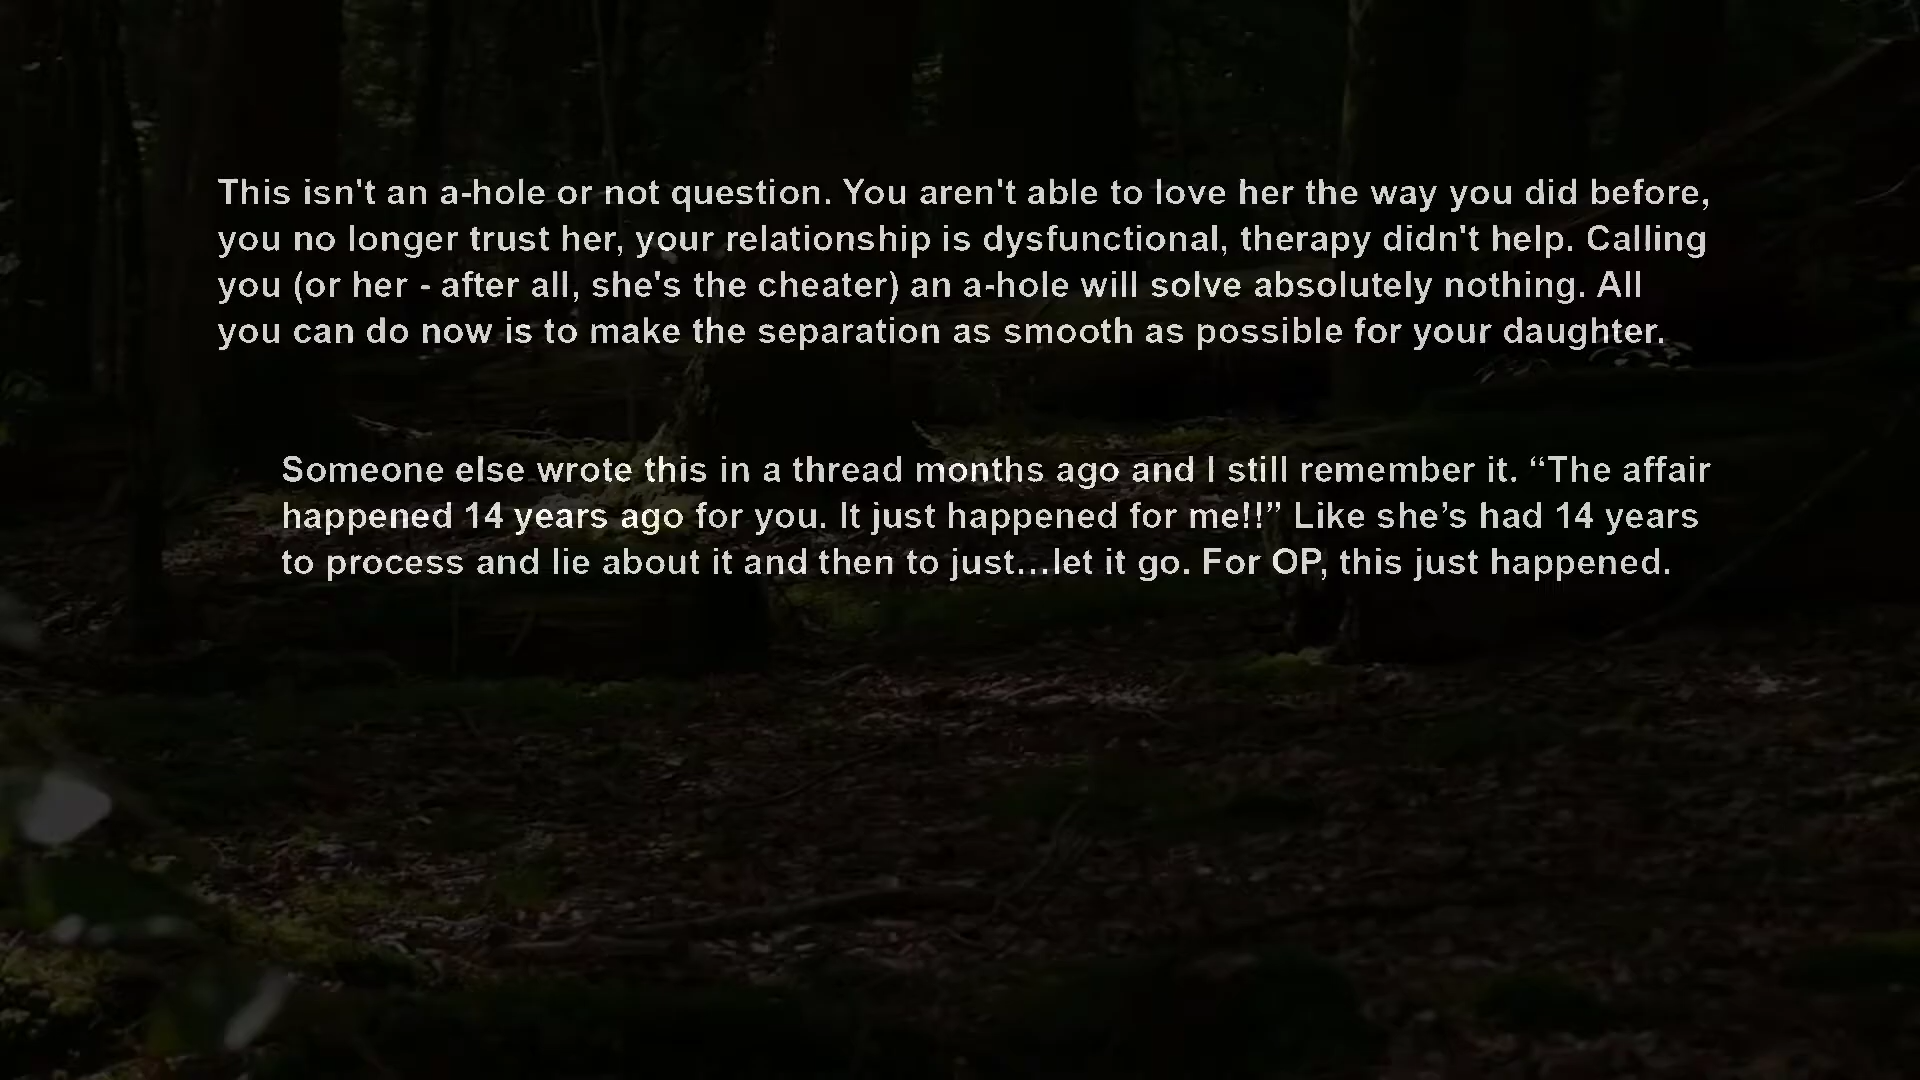 This isn't an a-hole or not question. You aren't able to love her the way you did before,
you no longer trust her, your relationship is dysfunctional, therapy didn't help. Calling
you (or her - after all, she's the cheater) an a-hole will solve absolutely nothing. All
you can do now is to make the separation as smooth as possible for your daughter.
Someone else wrote this in a thread months ago and I still remember it. “The affair
happened 14 years ago for you. It just happened for me!!” Like she’s had 14 years
to process and lie about it and then to just…let it go. For OP, this just happened.